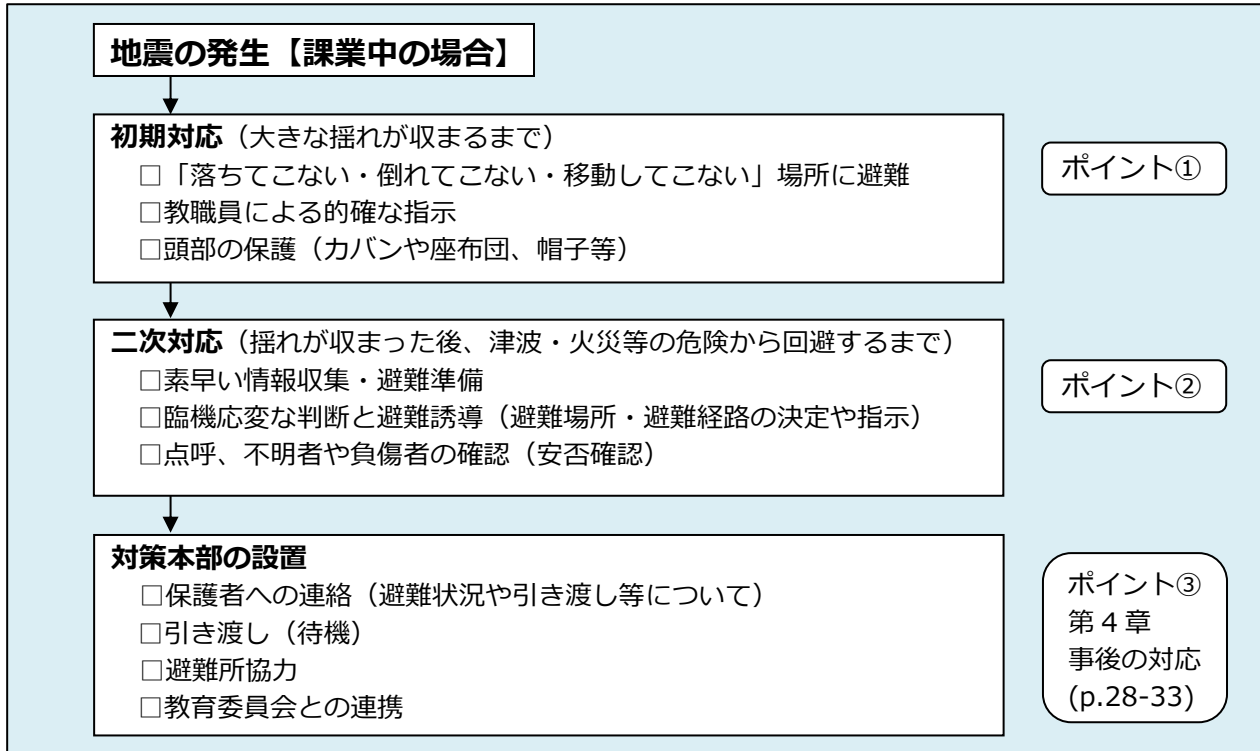 地震の発生【課業中の場合】
初期対応（大きな揺れが収まるまで）
□「落ちてこない・倒れてこない・移動してこない」場所に避難
□教職員による的確な指示
□頭部の保護（カバンや座布団、帽子等）
ポイント①
二次対応（揺れが収まった後、津波・火災等の危険から回避するまで）
□素早い情報収集・避難準備
□臨機応変な判断と避難誘導（避難場所・避難経路の決定や指示）
□点呼、不明者や負傷者の確認（安否確認）
ポイント②
対策本部の設置
□保護者への連絡（避難状況や引き渡し等について）
□引き渡し（待機）
□避難所協力
□教育委員会との連携
ポイント③
第４章
事後の対応
(p.28-33)